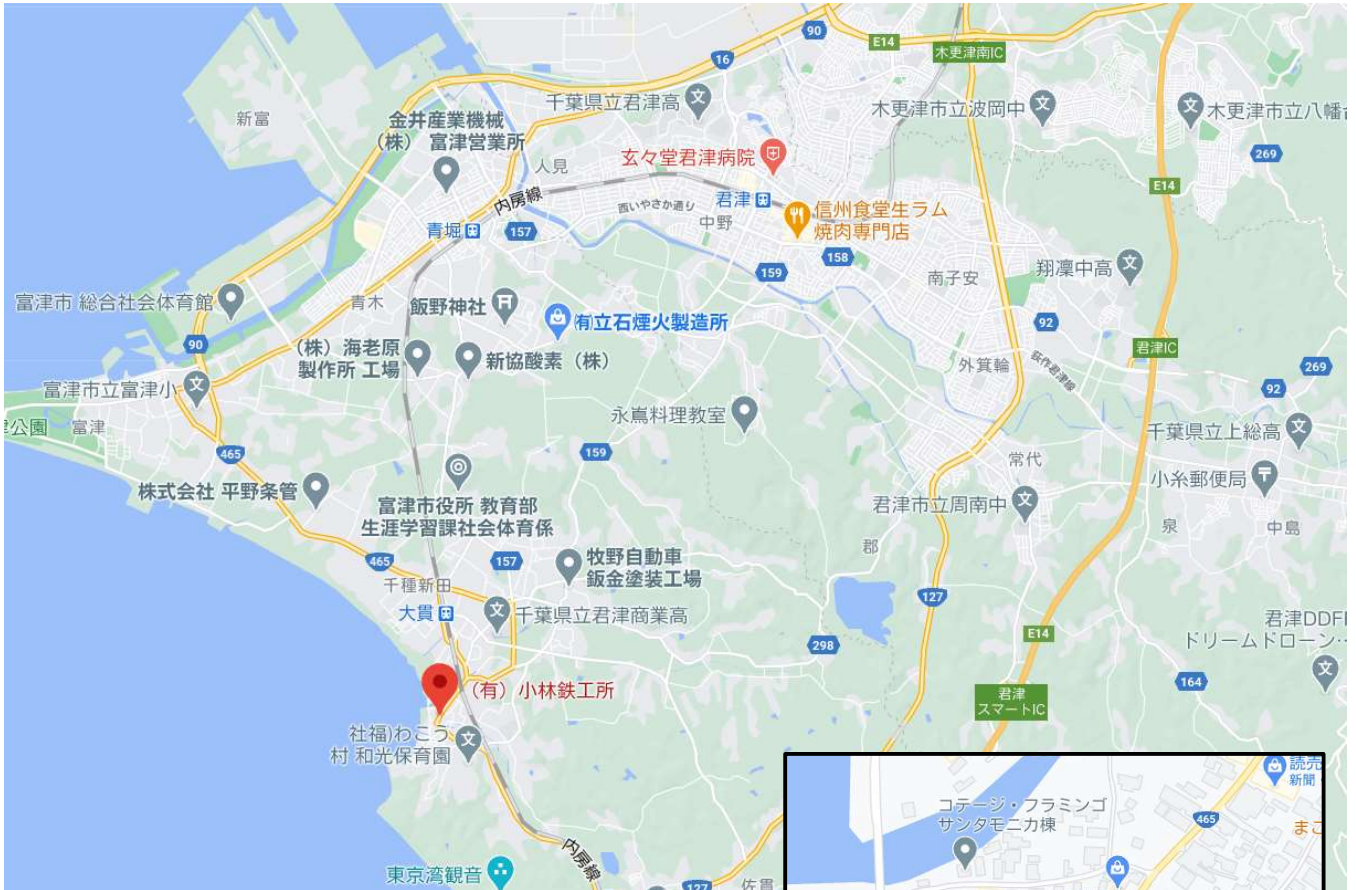 90
E14
木更津南IC
16
千葉県立君津高
木更津市立波岡中
木更津市立八幡台
新富
金井産業機械
(株) 富津営業所
人見
玄々堂君津病院
269
E14
内房線
西いやさか通り
君津
中野
信州食堂生ラム
焼肉専門店
青堀
157
158
159
南子安
翔凜中高
富津市 総合社会体育館
青木
飯野神社
(有)立石煙火製造所
92
90
(株)海老原
製作所 工場
新協酸素(株)
君津IC
外箕輪
269
富津市立富津小
92
富津
永嶌料理教室
千葉県立上総高
465
159
常代
小糸郵便局
株式会社 平野条管
富津市役所 教育部
生涯学習課社会体育係
君津市立周南中
泉
中島
郡
465
157
牧野自動車
鈑金塗装工場
千種新田
127
大貫
千葉県立君津商業高
君津DDFF
ドリームドローン…
E14
298
(有)小林鉄工所
164
君津
スマートIC
社福)わこう
村 和光保育園
読売
新聞
コテージ・フラミンゴ
サンタモニカ棟
465
まこ
内房線
東京湾観音
127
佐貫